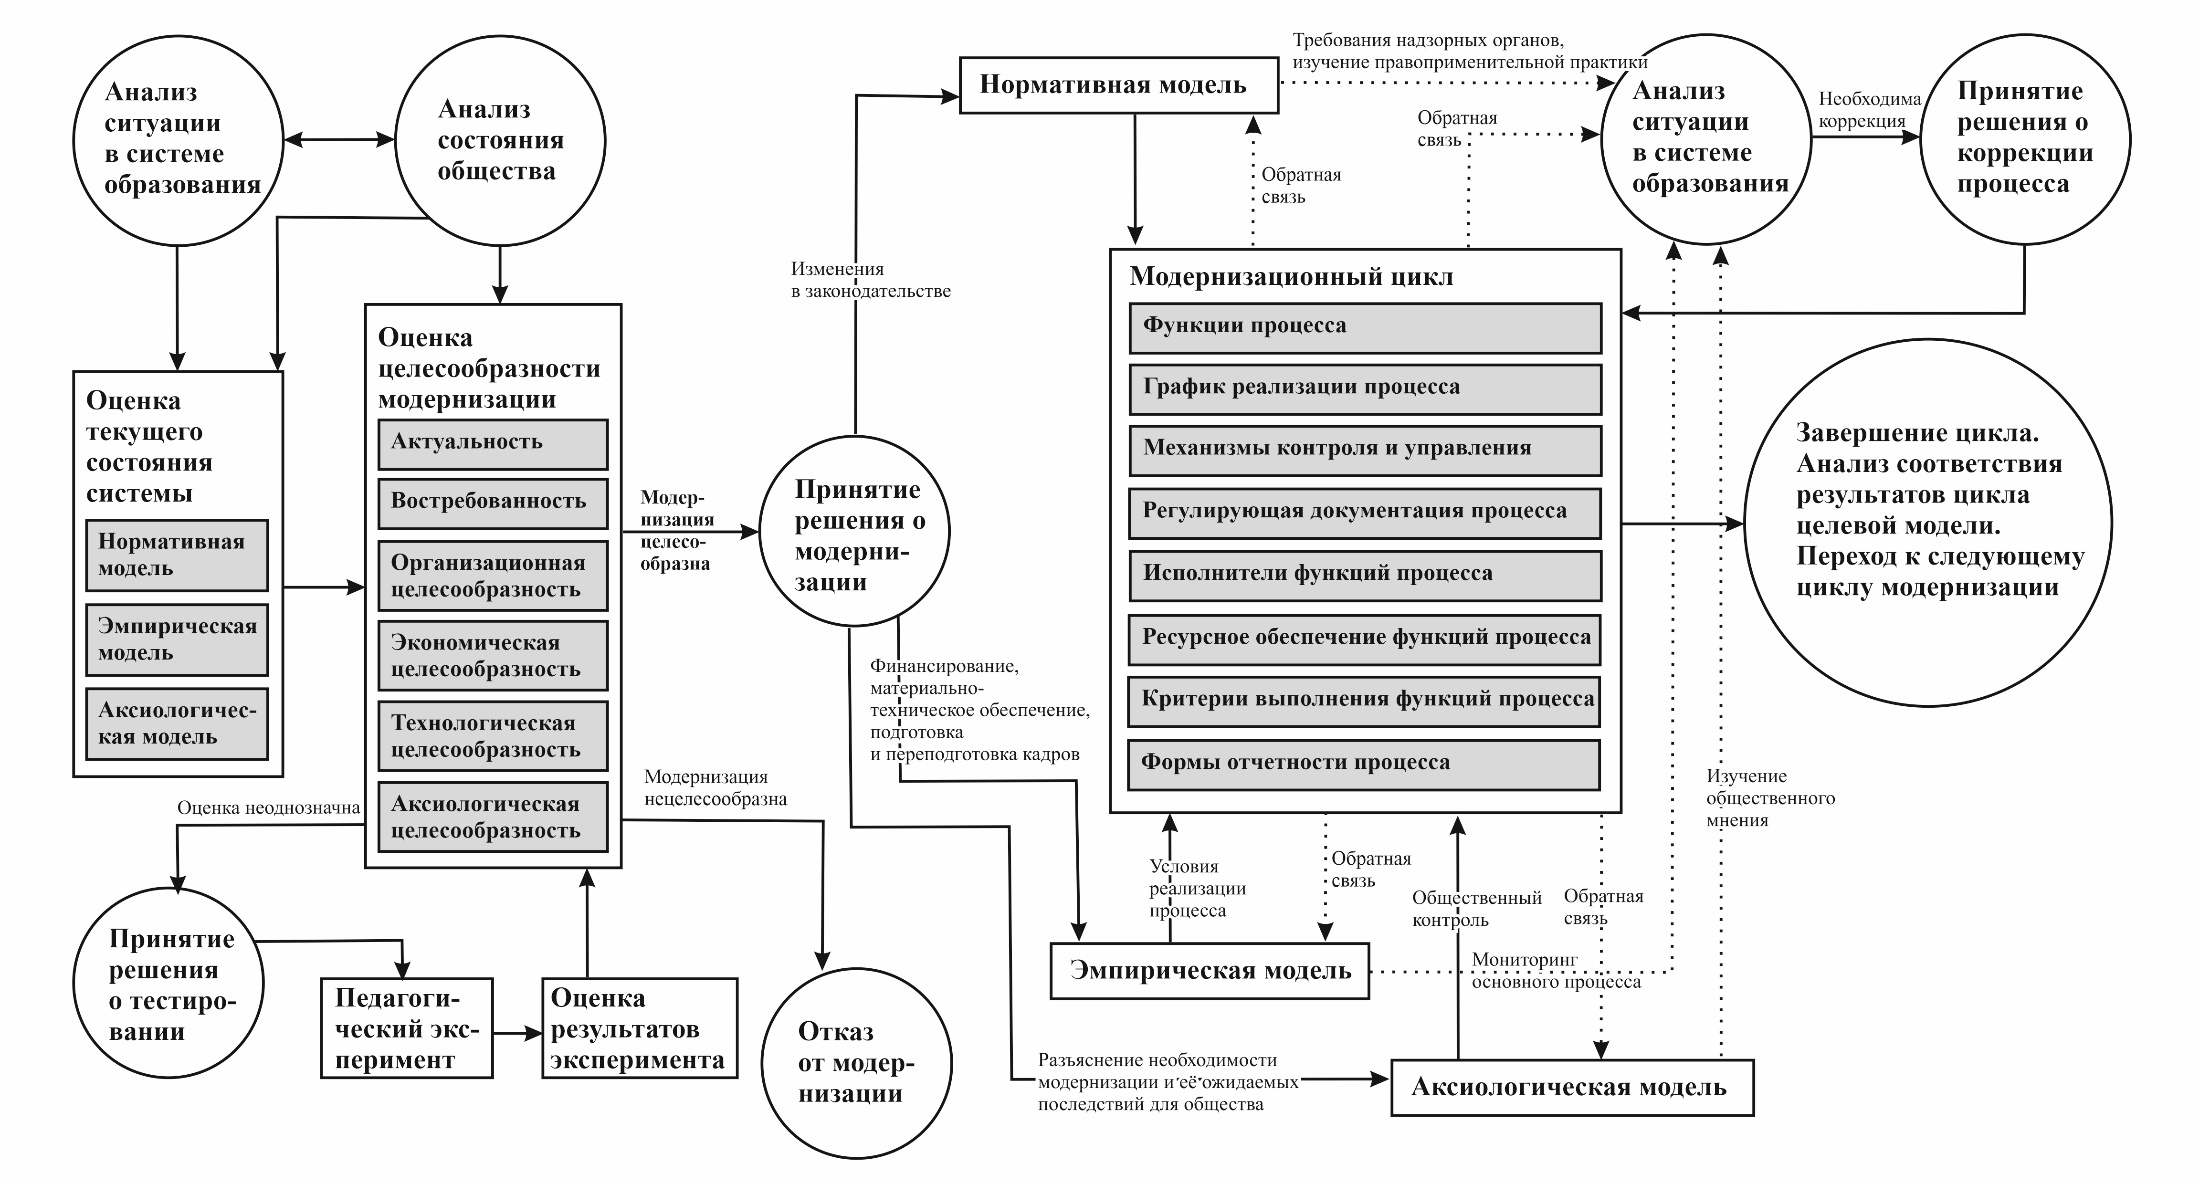 Анализ
ситуации
в системе
образования
Анализ
состояния
общества
Оценка
текущего
состояния
системы
Нормативная
модель
Эмпирическая
модель
Аксиологичес-
кая модель
Оценка
целесообразности
модернизации
Актуальность
Востребованность
Организационная
целесообразность
Экономическая
целесообразность
Технологическая
целесообразность
Аксиологическая
целесообразность
Оценка неоднозначна
Принятие
решения
о тестиро-
вании
Педагоги-
ческий экс-
перимент
Оценка
результатов
эксперимента
Модер-
низация
целесо-
образна
Модернизация
нецелесообразна
Отказ
от модер-
низации
Принятие
решения о
модерни-
зации
Изменения
в законодательстве
Финансирование,
материально-
техническое обеспечение,
подготовка
и переподготовка кадров
Разъяснение необходимости
модернизации и её ожидаемых
последствий для общества
Нормативная модель
Требования надзорных органов,
изучение правоприменительной практики
Обратная
связь
Обратная
связь
Анализ
ситуации
в системе
образования
Необходима
коррекция
Принятие
решения о
коррекции
процесса
Модернизационный цикл
Функции процесса
График реализации процесса
Механизмы контроля и управления
Регулирующая документация процесса
Исполнители функций процесса
Ресурсное обеспечение функций процесса
Критерии выполнения функций процесса
Формы отчетности процесса
Завершение цикла.
Анализ соответствия
результатов цикла
целевой модели.
Переход к следующему
циклу модернизации
Изучение
общественного
мнения
Условия
реализации
процесса
Обратная
связь
Общественный
контроль
Обратная
связь
Эмпирическая модель
Мониторинг
основного процесса
Аксиологическая модель